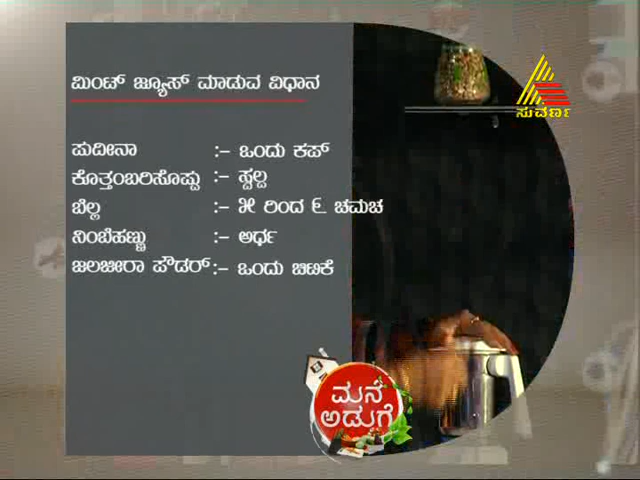 ಮಿಂಟ್ ಜ್ಯೂಸ್ ಮಾಡುವ ವಿಧಾನ
ಪುದೀನಾ :- ಒಂದು ಕಪ್
ಕೊತ್ತಂಬರಿಸೊಪ್ಪು :- ಸ್ವಲ್ಪ
ಬೆಲ್ಲ :- ೫ ರಿಂದ ೬ ಚಮಚ
ನಿಂಬೆಹಣ್ಣು :- ಅರ್ಧ
ಜಲಜೀರಾ ಪೌಡರ್ :- ಒಂದು ಚಿಟಿಕೆ
ಸುವರ್ಣ
ಮನೆ
ಅಡುಗೆ